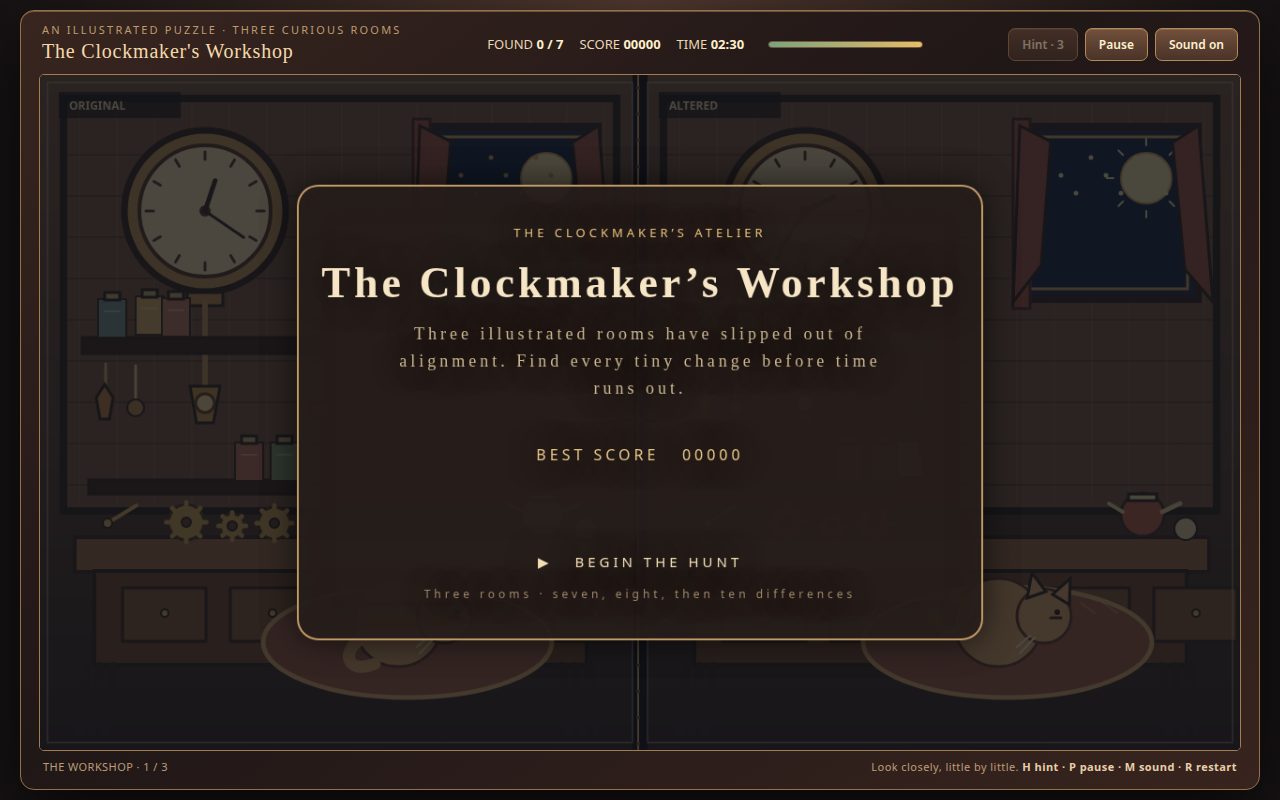 AN ILLUSTRATED PUZZLE · THREE CURIOUS ROOMS
The Clockmaker's Workshop
FOUND 0 / 7 SCORE 00000 TIME 02:30
Hint · 3 Pause Sound on
ORIGINAL
ALTERED
THE CLOCKMAKER’S ATELIER
The Clockmaker’s Workshop
Three illustrated rooms have slipped out of
alignment. Find every tiny change before time
runs out.
BEST SCORE 00000
▶ BEGIN THE HUNT
Three rooms · seven, eight, then ten differences
THE WORKSHOP · 1 / 3
Look closely, little by little. H hint · P pause · M sound · R restart